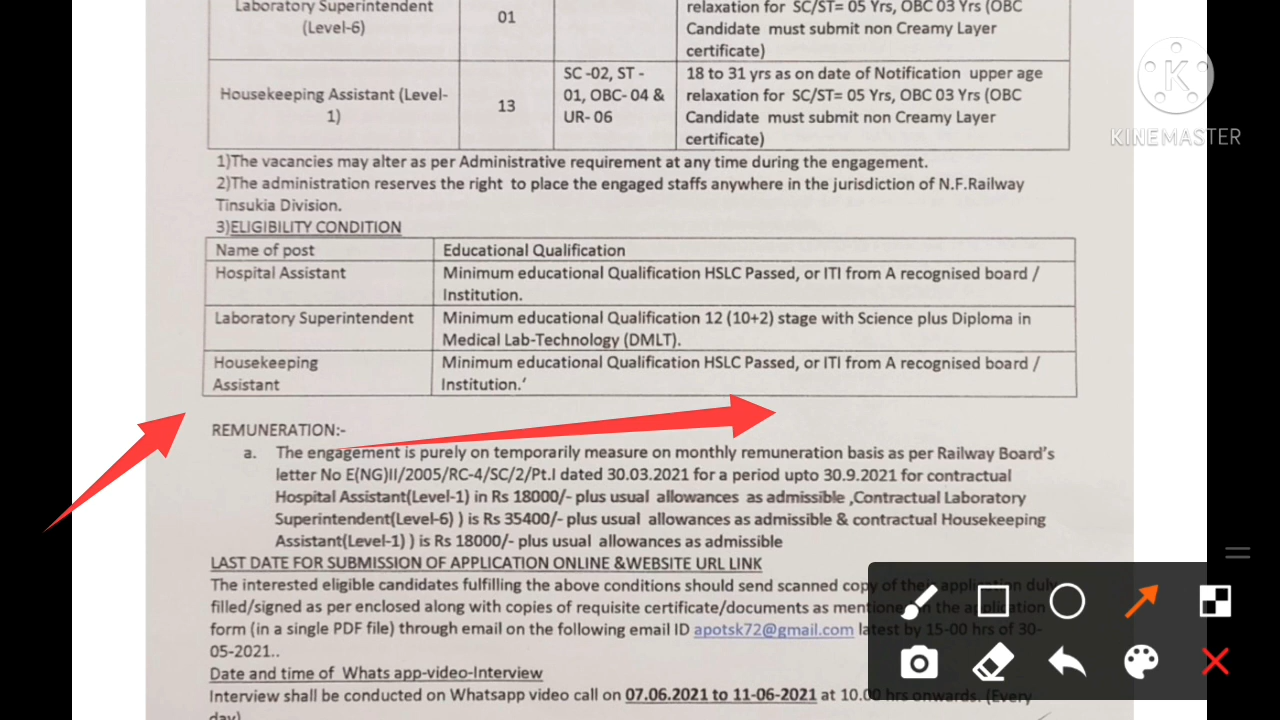 Laboratory Superintendent
(Level-6)
01
relaxation for SC/ST= 05 Yrs, OBC 03 Yrs (OBC
Candidate must submit non Creamy Layer
certificate)
Housekeeping Assistant (Level-
1)
13
SC -02, ST -
01, OBC- 04 &
UR- 06
18 to 31 yrs as on date of Notification upper age
relaxation for SC/ST= 05 Yrs, OBC 03 Yrs (OBC
Candidate must submit non Creamy Layer
certificate)
K
KINEMASTER
1)The vacancies may alter as per Administrative requirement at any time during the engagement.
2)The administration reserves the right to place the engaged staffs anywhere in the jurisdiction of N.F.Railway
Tinsukia Division.
3)ELIGIBILITY CONDITION
Name of post
Educational Qualification
Hospital Assistant
Minimum educational Qualification HSLC Passed, or ITI from A recognised board /
Institution.
Laboratory Superintendent
Minimum educational Qualification 12 (10+2) stage with Science plus Diploma in
Medical Lab-Technology (DMLT).
Housekeeping
Assistant
Minimum educational Qualification HSLC Passed, or ITI from A recognised board /
Institution.‘
REMUNERATION:-
a. The engagement is purely on temporarily measure on monthly remuneration basis as per Railway Board’s
letter No E(NG)II/2005/RC-4/SC/2/Pt.I dated 30.03.2021 for a period upto 30.9.2021 for contractual
Hospital Assistant(Level-1) in Rs 18000/- plus usual allowances as admissible ,Contractual Laboratory
Superintendent(Level-6) ) is Rs 35400/- plus usual allowances as admissible & contractual Housekeeping
Assistant(Level-1) ) is Rs 18000/- plus usual allowances as admissible
LAST DATE FOR SUBMISSION OF APPLICATION ONLINE &WEBSITE URL LINK
The interested eligible candidates fulfilling the above conditions should send scanned copy of their application duly
filled/signed as per enclosed along with copies of requisite certificate/documents as mentioned in the application
form (in a single PDF file) through email on the following email ID apotsk72@gmail.com latest by 15-00 hrs of 30-
05-2021..
Date and time of Whats app-video-Interview
Interview shall be conducted on Whatsapp video call on 07.06.2021 to 11-06-2021 at 10.00 hrs onwards. (Every
day)